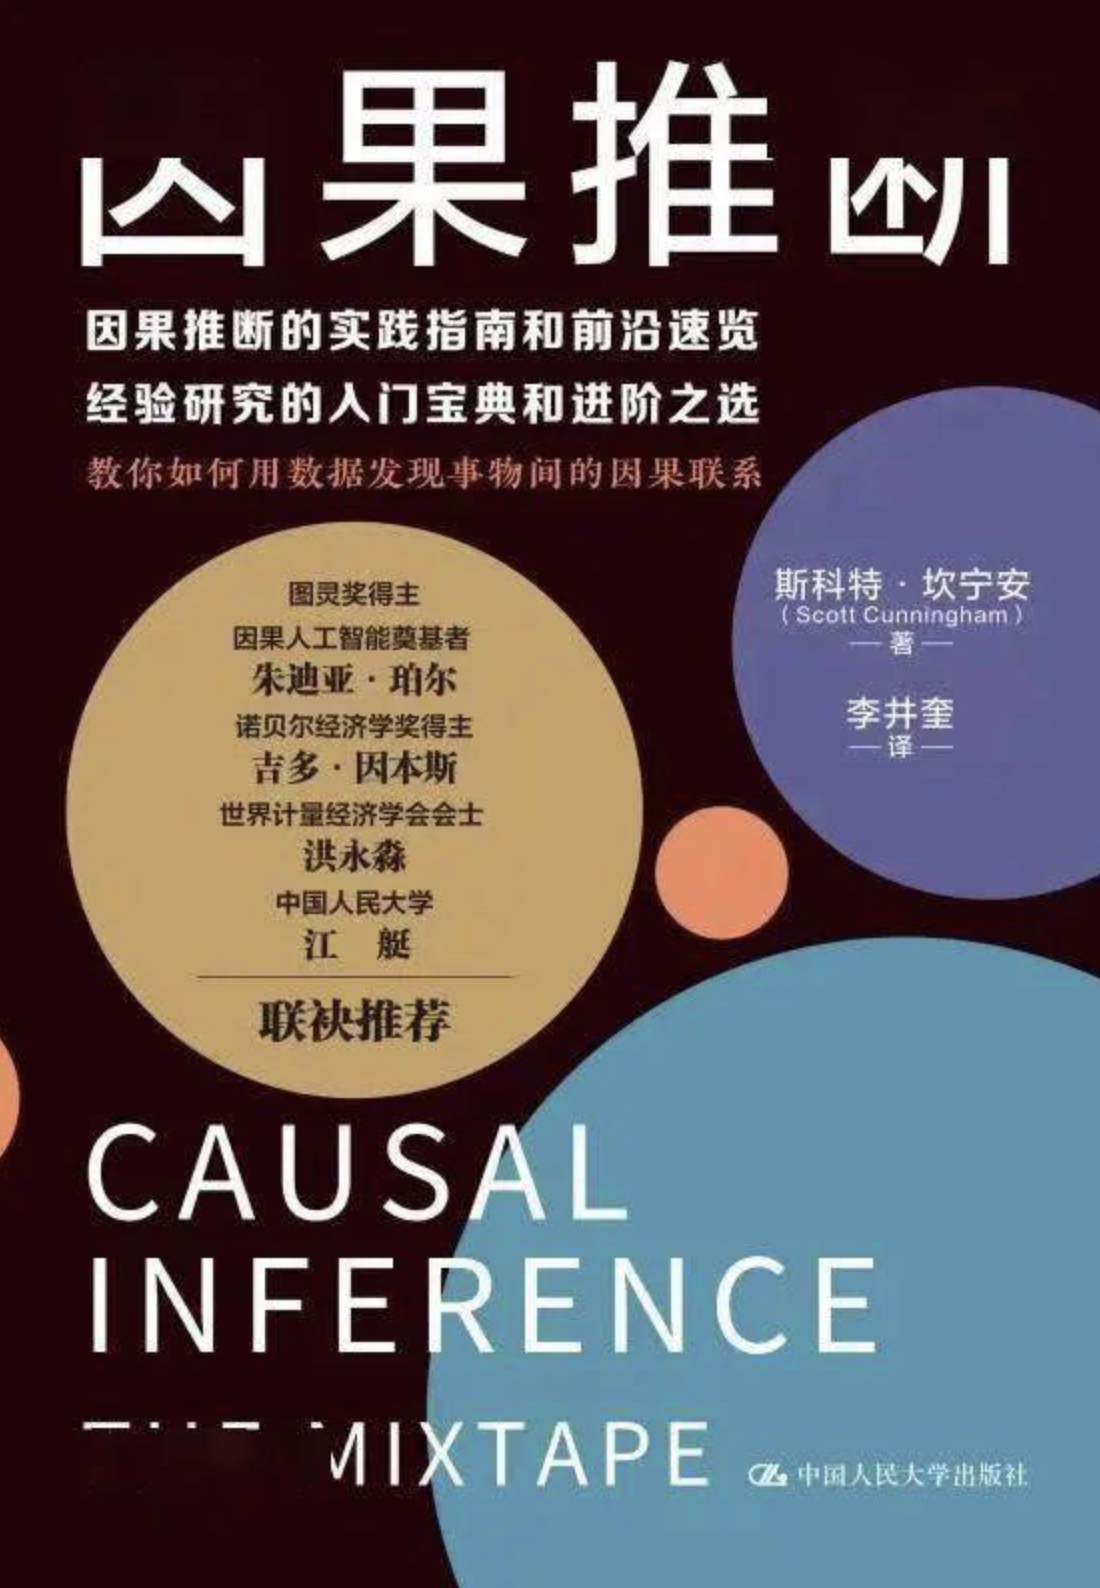 因果推断
因果推断的实践指南和前沿速览
经验研究的入门宝典和进阶之选
教你如何用数据发现事物间的因果联系
斯科特·坎宁安
（Scott Cunningham）
—著—
李井奎
—译—
图灵奖得主
因果人工智能奠基者
朱迪亚·珀尔
诺贝尔经济学奖得主
吉多·因本斯
世界计量经济学会会士
洪永淼
中国人民大学
江 艇
联袂推荐
CAUSAL
INFERENCE
MIXTAPE
中国人民大学出版社